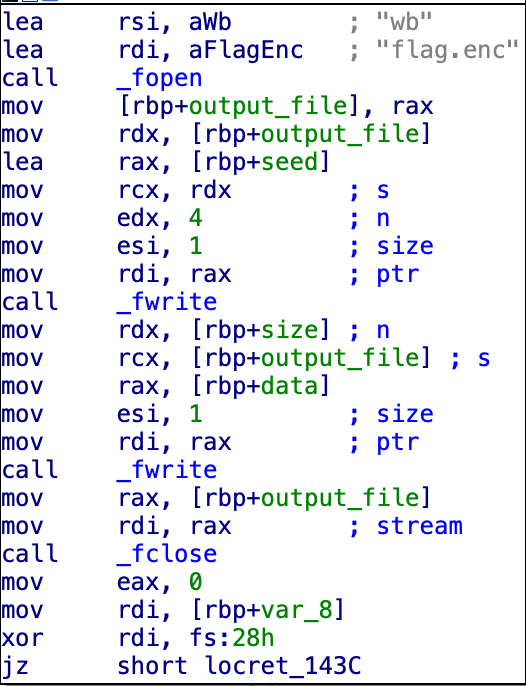 lea rsi, aWb ; "wb"
lea rdi, aFlagEnc ; "flag.enc"
call _fopen
mov [rbp+output_file], rax
mov rdx, [rbp+output_file]
lea rax, [rbp+seed]
mov rcx, rdx ; s
mov edx, 4 ; n
mov esi, 1 ; size
mov rdi, rax ; ptr
call _fwrite
mov rdx, [rbp+size] ; n
mov rcx, [rbp+output_file] ; s
mov rax, [rbp+data]
mov esi, 1 ; size
mov rdi, rax ; ptr
call _fwrite
mov rax, [rbp+output_file]
mov rdi, rax ; stream
call _fclose
mov eax, 0
mov rdi, [rbp+var_8]
xor rdi, fs:28h
jz short locret_143C